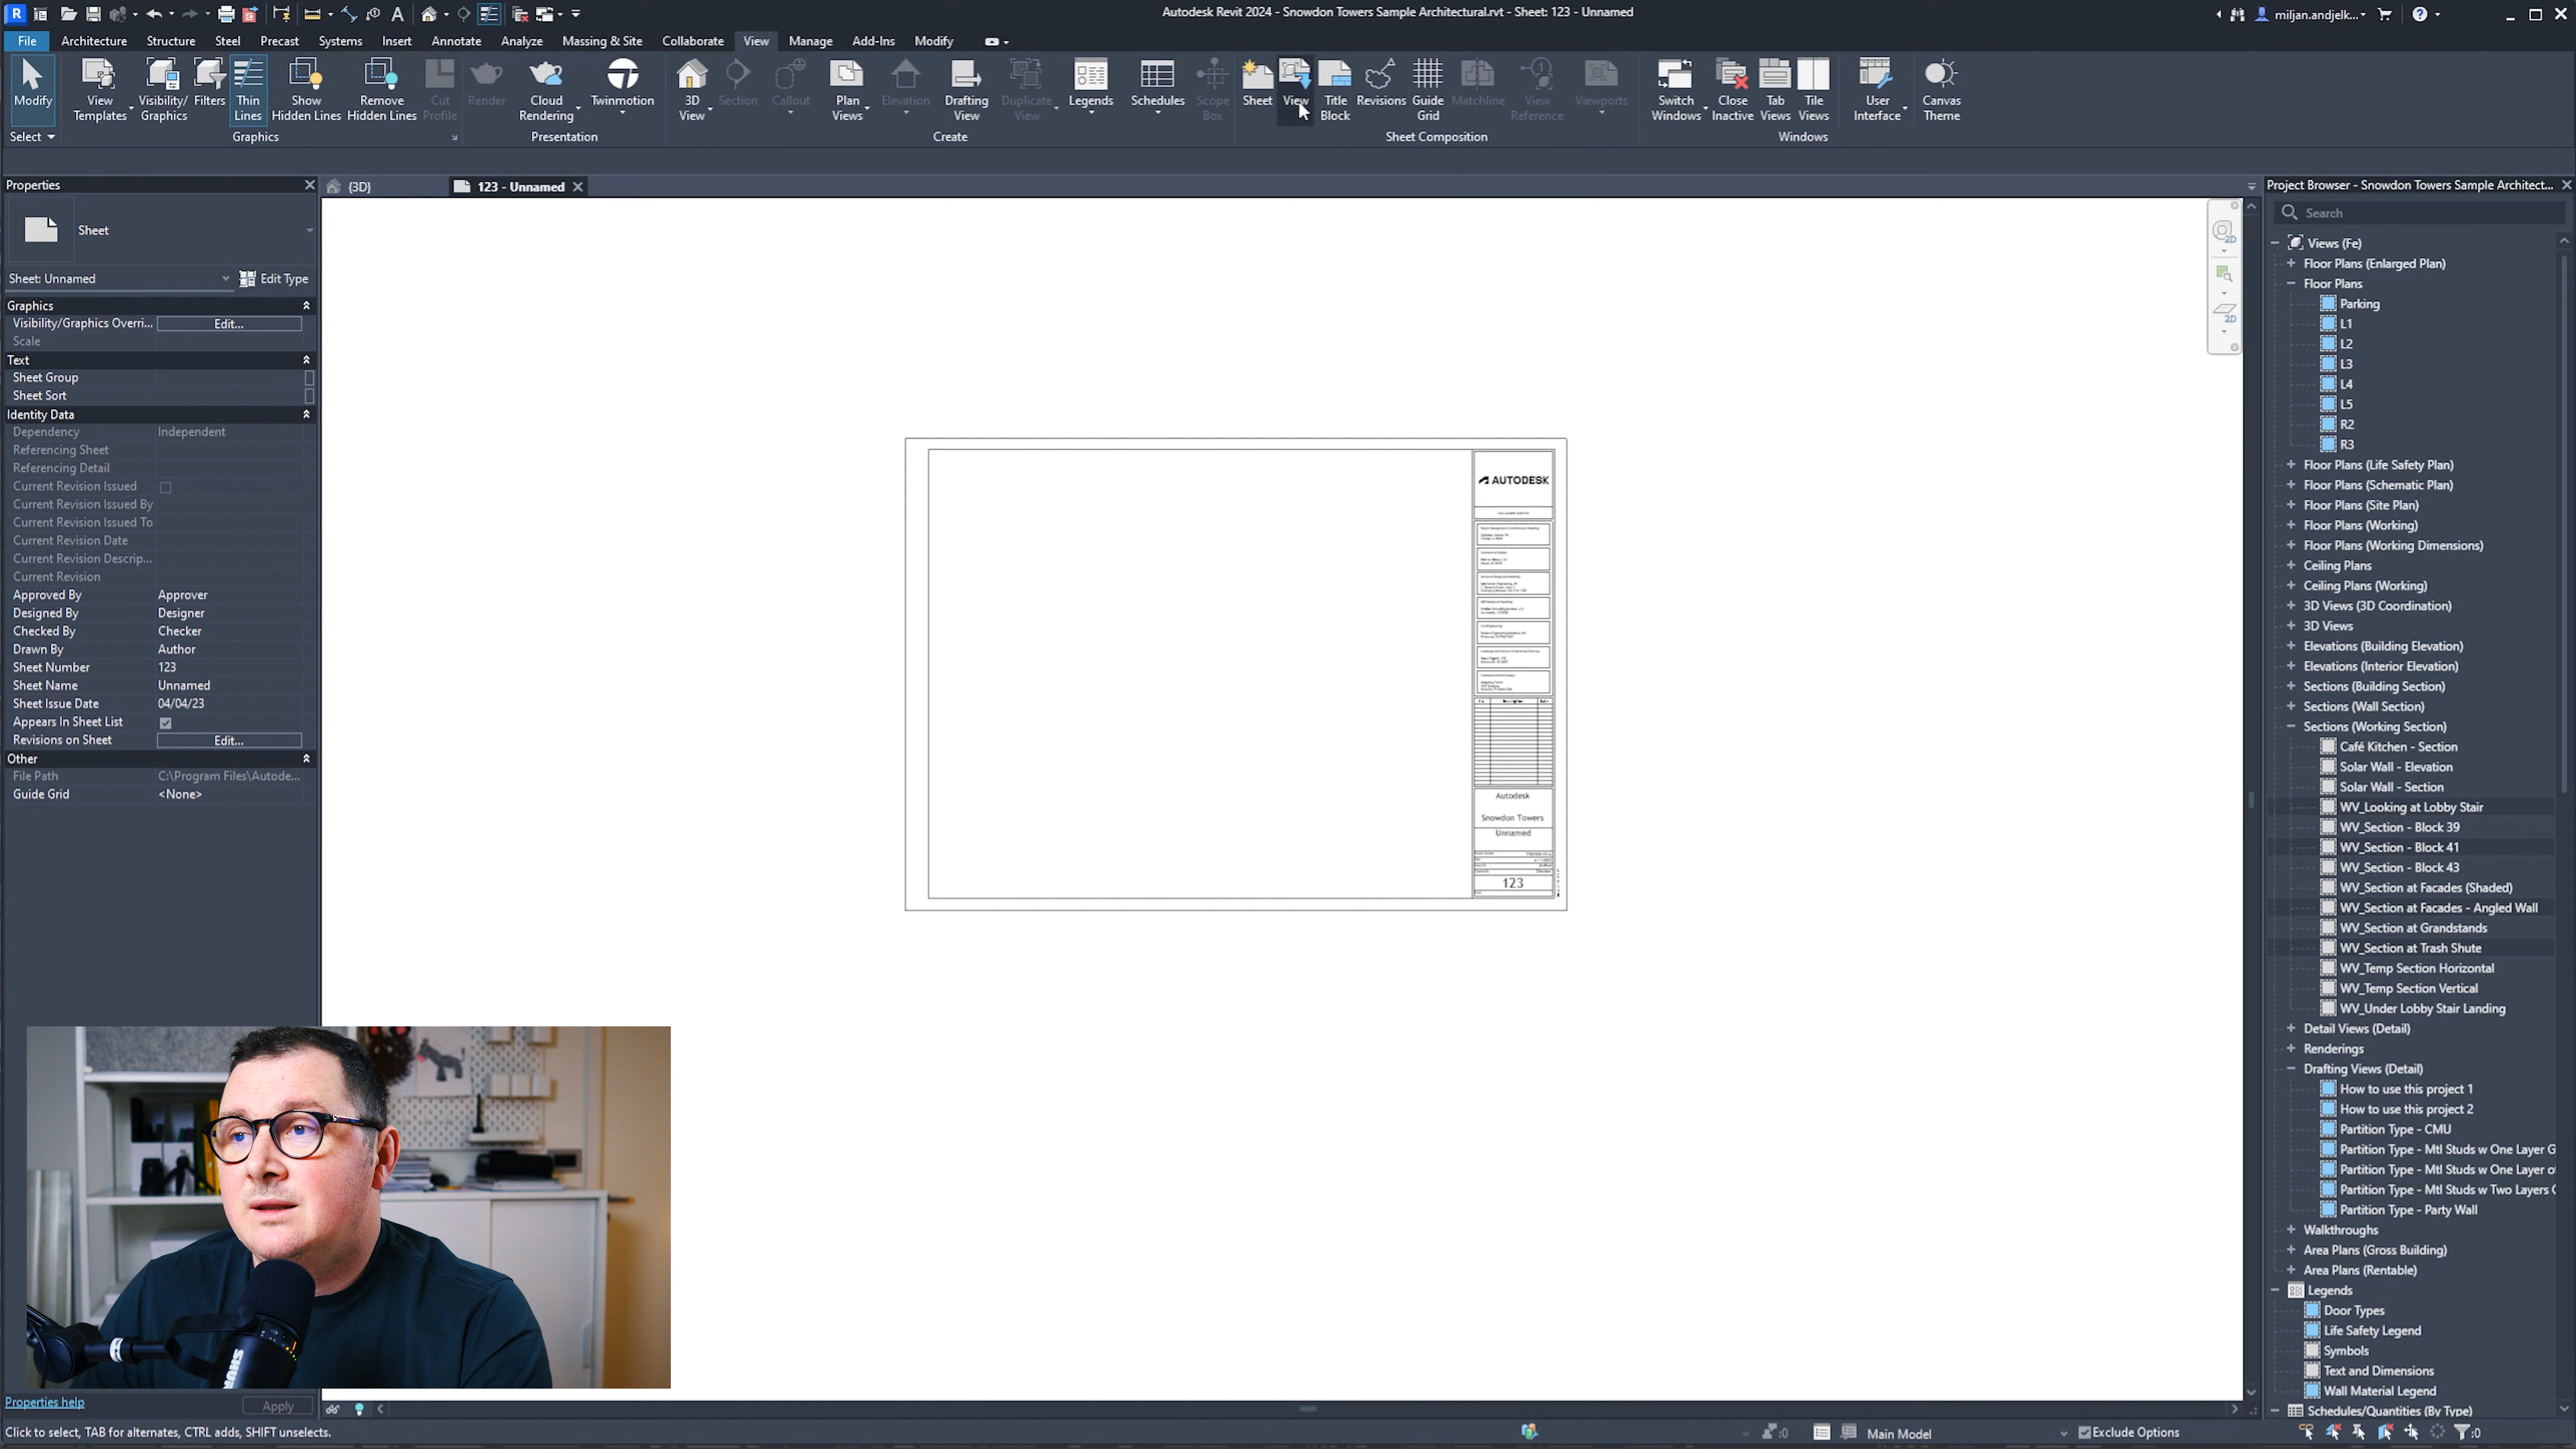 Autodesk Revit 2024 - Snowdon Towers Sample Architectural.rvt - Sheet: 123 - Unnamed
miljan.andjelk...
File Architecture Structure Steel Precast Systems Insert Annotate Analyze Massing & Site Collaborate View Manage Add-Ins Modify
Modify
View Templates
Visibility/ Graphics
Filters
Thin Lines
Show Hidden Lines
Remove Hidden Lines
Cut Profile
Render
Cloud Rendering
Twinmotion
3D View
Section
Callout
Plan Views
Elevation
Drafting View
Duplicate View
Legends
Schedules
Scope Box
Sheet
View
Title Block
Revisions
Guide Grid
Matchline
View Reference
Viewports
Switch Windows
Close Inactive
Tab Views
Tile Views
User Interface
Canvas Theme
Select
Graphics
Presentation
Create
Sheet Composition
Windows
Properties
{3D}
123 - Unnamed
Sheet
Sheet: Unnamed
Edit Type
Graphics
Visibility/Graphics Overri... Edit...
Scale
Text
Sheet Group
Sheet Sort
Identity Data
Dependency Independent
Referencing Sheet
Referencing Detail
Current Revision Issued
Current Revision Issued By
Current Revision Issued To
Current Revision Date
Current Revision Descrip...
Current Revision
Approved By Approver
Designed By Designer
Checked By Checker
Drawn By Author
Sheet Number 123
Sheet Name Unnamed
Sheet Issue Date 04/04/23
Appears In Sheet List
Revisions on Sheet Edit...
Other
File Path C:\Program Files\Autode...
Guide Grid <None>
Properties help
Apply
AUTODESK
Autodesk
Snowdon Towers
Unnamed
123
2D
2D
SHURE
Project Browser - Snowdon Towers Sample Architect...
Search
Views (Fe)
Floor Plans (Enlarged Plan)
Floor Plans
Parking
L1
L2
L3
L4
L5
R2
R3
Floor Plans (Life Safety Plan)
Floor Plans (Schematic Plan)
Floor Plans (Site Plan)
Floor Plans (Working)
Floor Plans (Working Dimensions)
Ceiling Plans
Ceiling Plans (Working)
3D Views (3D Coordination)
3D Views
Elevations (Building Elevation)
Elevations (Interior Elevation)
Sections (Building Section)
Sections (Wall Section)
Sections (Working Section)
Café Kitchen - Section
Solar Wall - Elevation
Solar Wall - Section
WV_Looking at Lobby Stair
WV_Section - Block 39
WV_Section - Block 41
WV_Section - Block 43
WV_Section at Facades (Shaded)
WV_Section at Facades - Angled Wall
WV_Section at Grandstands
WV_Section at Trash Shute
WV_Temp Section Horizontal
WV_Temp Section Vertical
WV_Under Lobby Stair Landing
Detail Views (Detail)
Renderings
Drafting Views (Detail)
How to use this project 1
How to use this project 2
Partition Type - CMU
Partition Type - Mtl Studs w One Layer G
Partition Type - Mtl Studs w One Layer of
Partition Type - Mtl Studs w Two Layers
Partition Type - Party Wall
Walkthroughs
Area Plans (Gross Building)
Area Plans (Rentable)
Legends
Door Types
Life Safety Legend
Symbols
Text and Dimensions
Wall Material Legend
Schedules/Quantities (By Type)
Click to select, TAB for alternates, CTRL adds, SHIFT unselects.
:0
Main Model
Exclude Options
:0